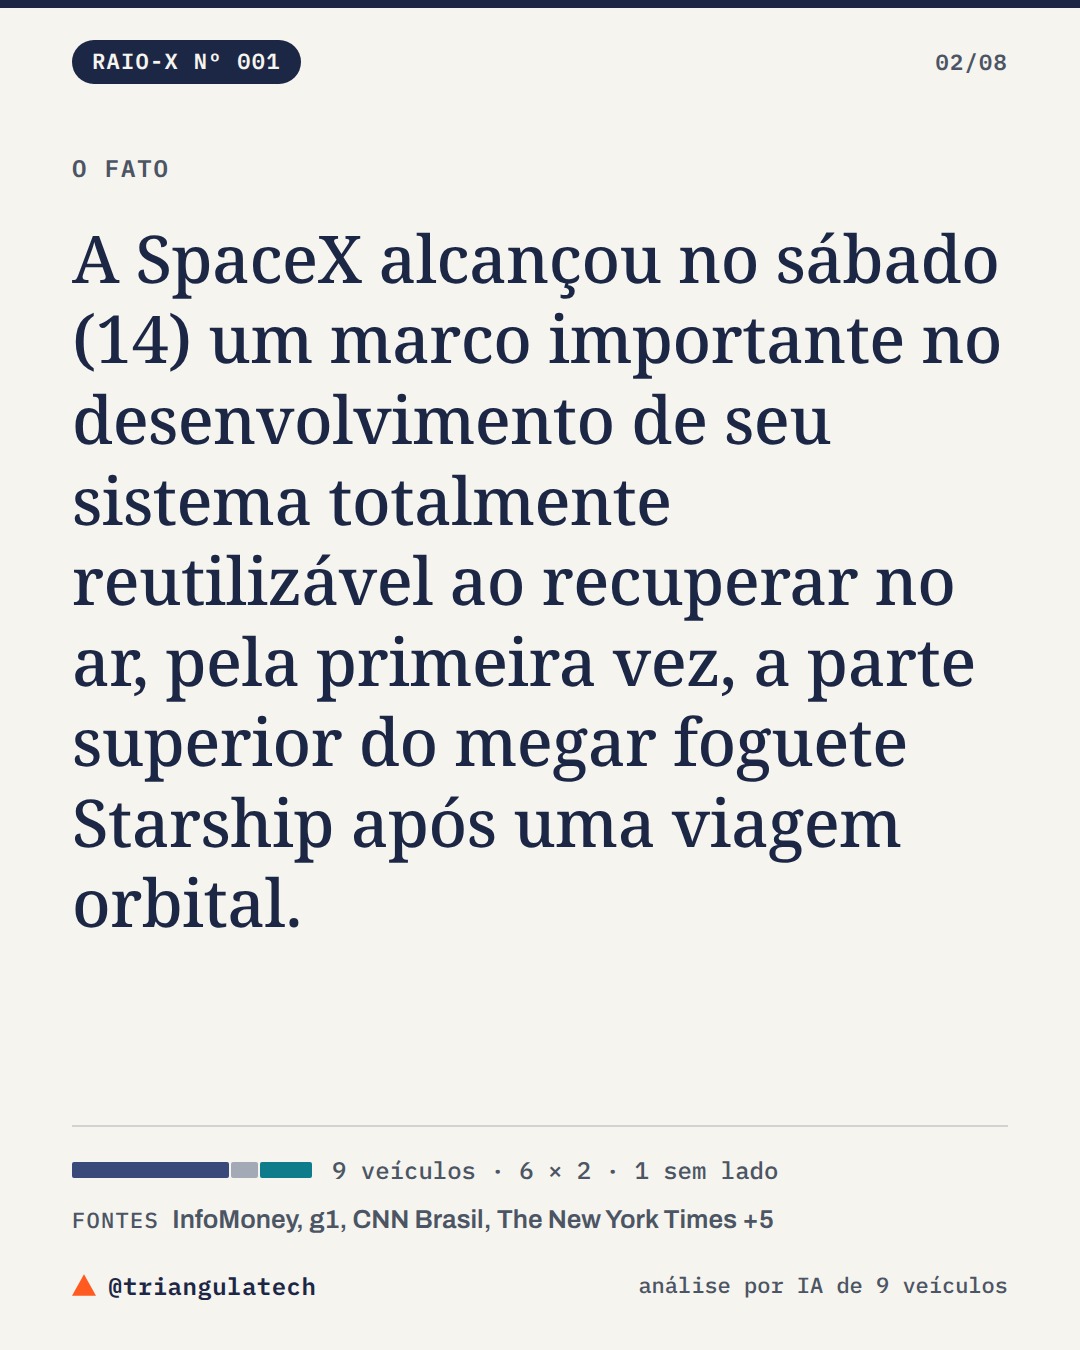 RAIO-X Nº 001
02/08
O FATO
A SpaceX alcançou no sábado
(14) um marco importante no
desenvolvimento de seu
sistema totalmente
reutilizável ao recuperar no
ar, pela primeira vez, a parte
superior do megar foguete
Starship após uma viagem
orbital.
9 veículos · 6 × 2 · 1 sem lado
FONTES InfoMoney, g1, CNN Brasil, The New York Times +5
@triangulatech
análise por IA de 9 veículos